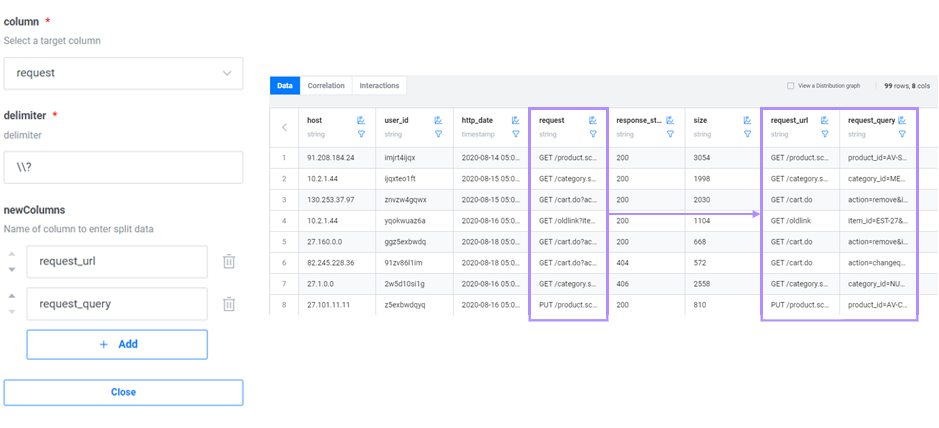 column *
Select a target column
request
delimiter *
delimiter
\\?
newColumns
Name of column to enter split data
request_url
request_query
+ Add
Close
Data Correlation Interactions View a Distribution graph 99 rows, 8 cols
host user_id http_date request response_st... size request_url request_query
string string timestamp string string string string string
1 91.208.184.24 imjrt4ijqx 2020-08-14 05:0... GET /product.sc... 200 3054 GET /product.sc... product_id=AV-S...
2 10.2.1.44 ijqxteo1ft 2020-08-15 05:0... GET /category.s... 200 1998 GET /category.s... category_id=ME...
3 130.253.37.97 znvzw4gqwx 2020-08-15 05:0... GET /cart.do?ac... 200 2030 GET /cart.do action=remove&i...
4 10.2.1.44 yqokwuaz6a 2020-08-16 05:0... GET /oldlink?ite... 200 1104 GET /oldlink item_id=EST-27&...
5 27.160.0.0 ggz5exbwdq 2020-08-18 05:0... GET /cart.do?ac... 200 668 GET /cart.do action=remove&i...
6 82.245.228.36 91zv86l1im 2020-08-18 05:0... GET /cart.do?ac... 404 572 GET /cart.do action=changeq...
7 27.1.0.0 2w5d10si1g 2020-08-16 05:0... GET /category.s... 406 2558 GET /category.s... category_id=NU...
8 27.101.11.11 z5exbwdqyq 2020-08-16 05:0... PUT /product.sc... 200 810 PUT /product.sc... product_id=AV-C...